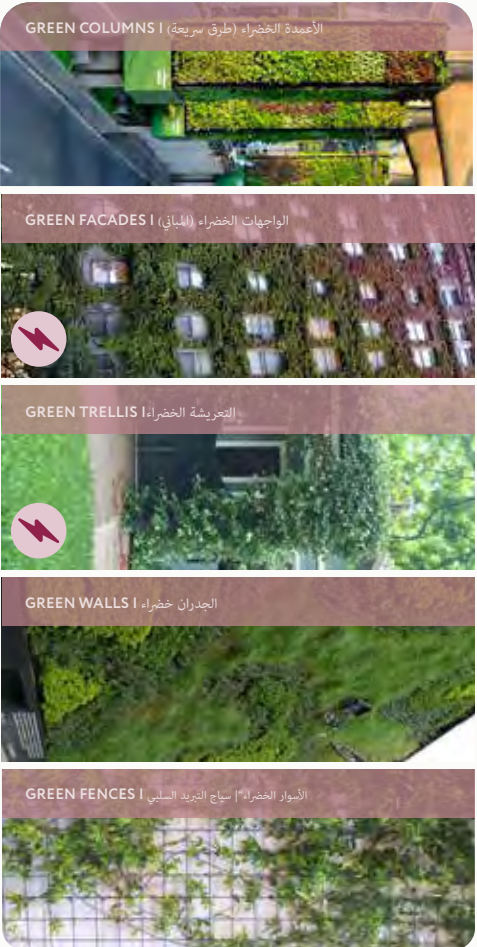 GREEN COLUMNS I الأعمدة الخضراء (طرق سريعة)
GREEN FACADES I الواجهات الخضراء (المباني)
GREEN TRELLIS I التعريشة الخضراء
GREEN WALLS I الجدران خضراء
GREEN FENCES I الأسوار الخضراء"| سياج التبريد السلبي